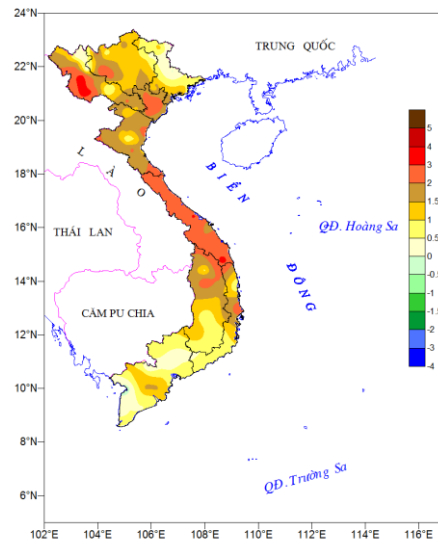 24°N
22°N
20°N
18°N
16°N
14°N
12°N
10°N
8°N
6°N
TRUNG QUỐC
LÀO
BIỂN
ĐÔNG
THÁI LAN
QĐ. Hoàng Sa
CĂM PU CHIA
QĐ. Trường Sa
5
4
3
2
1.5
1
0.5
0
-0.5
-1
-1.5
-2
-3
-4
102°E 104°E 106°E 108°E 110°E 112°E 114°E 116°E